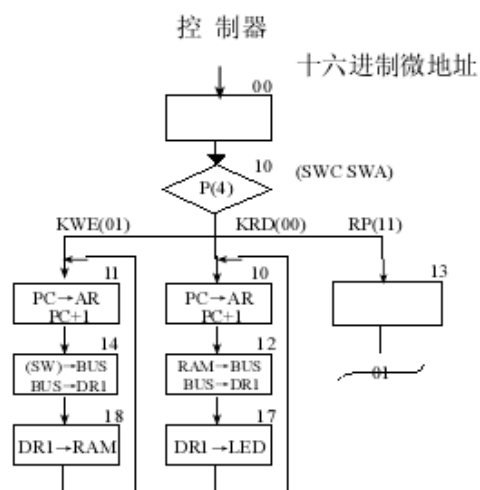 控 制器
十六进制微地址
00
10
P(4)
(SWC SWA)
KWE(01)
KRD(00)
RP(11)
11
PC→AR
PC+1
10
PC→AR
PC+1
13
14
(SW)→BUS
BUS→DR1
12
RAM→BUS
BUS→DR1
01
18
DR1→RAM
17
DR1→LED